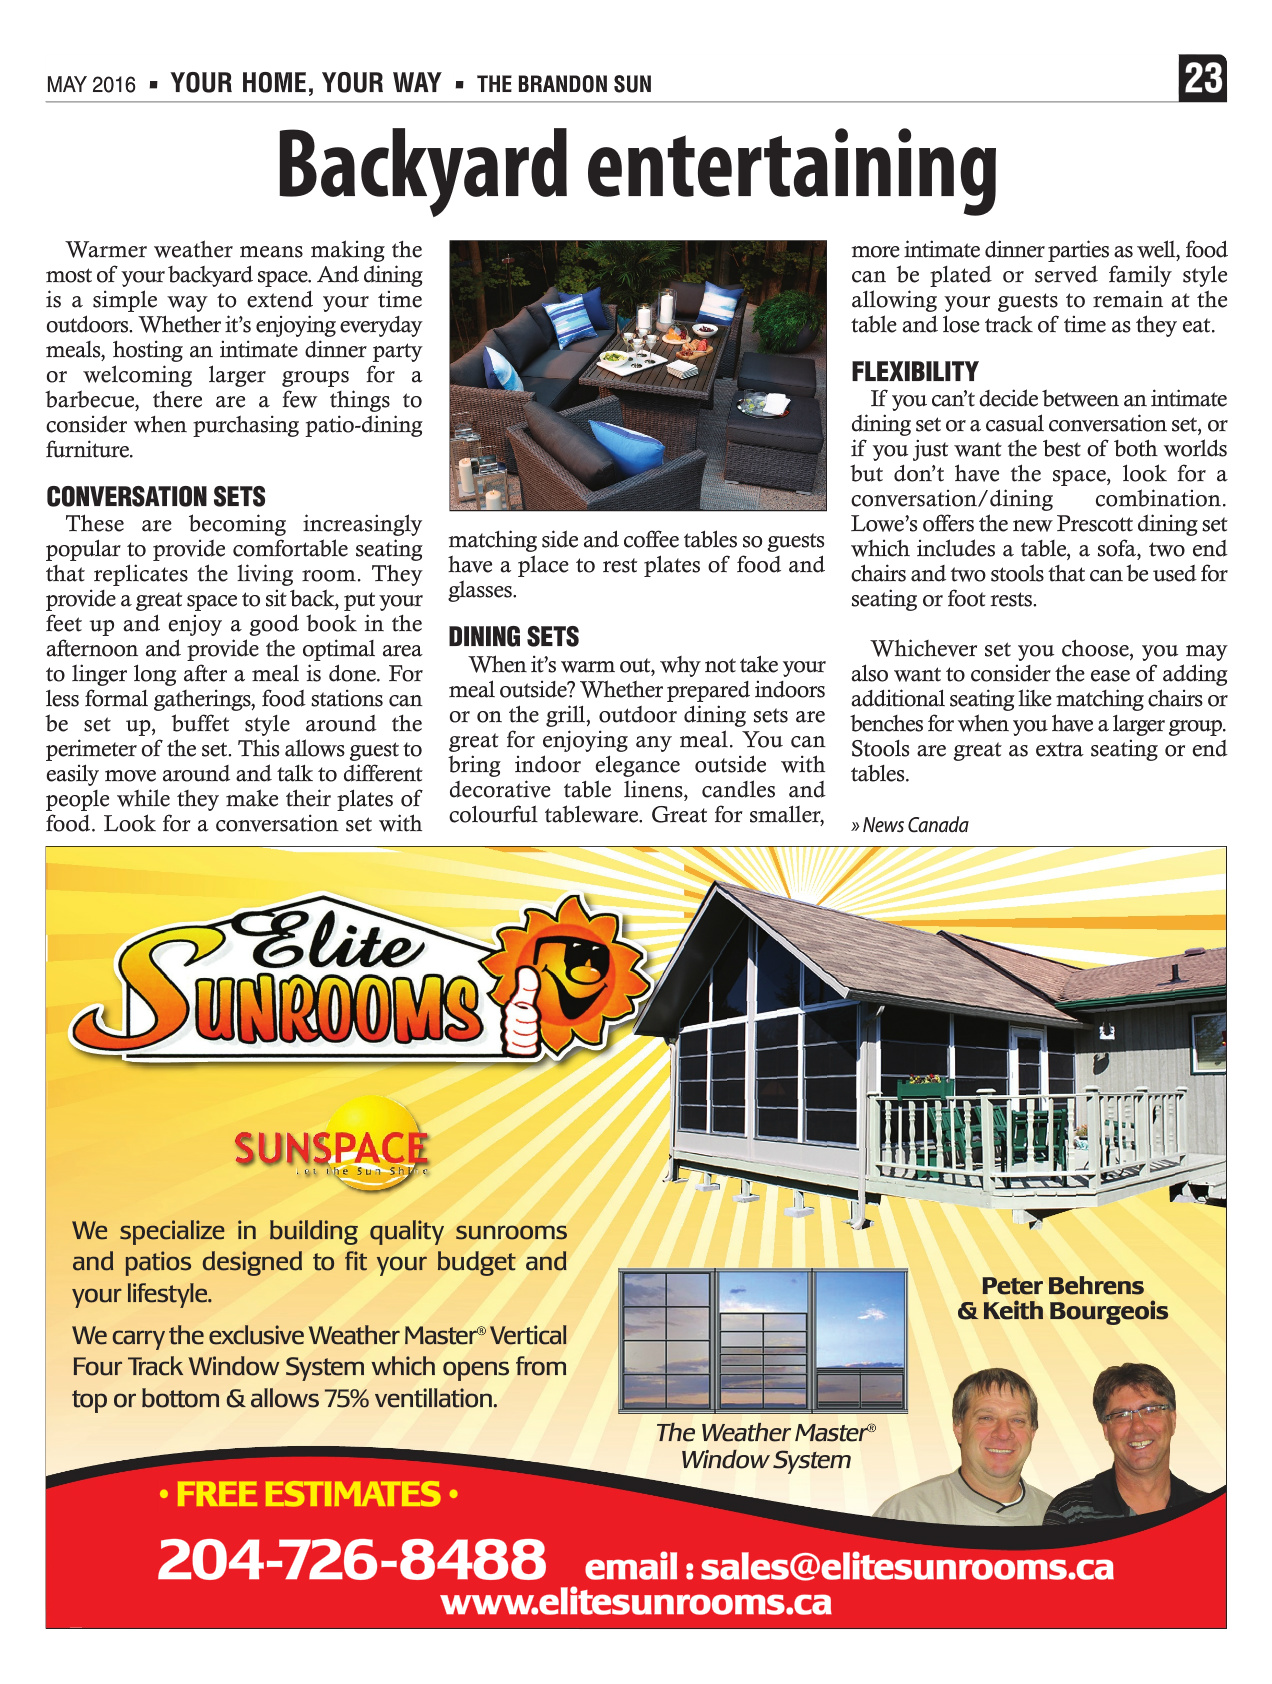 MAY 2016 ▪ YOUR HOME, YOUR WAY ▪ THE BRANDON SUN
23
Backyard entertaining
Warmer weather means making the
most of your backyard space. And dining
is a simple way to extend your time
outdoors. Whether it's enjoying everyday
meals, hosting an intimate dinner party
or welcoming larger groups for a
barbecue, there are a few things to
consider when purchasing patio-dining
furniture.
CONVERSATION SETS
These are becoming increasingly
popular to provide comfortable seating
that replicates the living room. They
provide a great space to sit back, put your
feet up and enjoy a good book in the
afternoon and provide the optimal area
to linger long after a meal is done. For
less formal gatherings, food stations can
be set up, buffet style around the
perimeter of the set. This allows guest to
easily move around and talk to different
people while they make their plates of
food. Look for a conversation set with
matching side and coffee tables so guests
have a place to rest plates of food and
glasses.
DINING SETS
When it's warm out, why not take your
meal outside? Whether prepared indoors
or on the grill, outdoor dining sets are
great for enjoying any meal. You can
bring indoor elegance outside with
decorative table linens, candles and
colourful tableware. Great for smaller,
more intimate dinner parties as well, food
can be plated or served family style
allowing your guests to remain at the
table and lose track of time as they eat.
FLEXIBILITY
If you can't decide between an intimate
dining set or a casual conversation set, or
if you just want the best of both worlds
but don't have the space, look for a
conversation/dining combination.
Lowe's offers the new Prescott dining set
which includes a table, a sofa, two end
chairs and two stools that can be used for
seating or foot rests.
Whichever set you choose, you may
also want to consider the ease of adding
additional seating like matching chairs or
benches for when you have a larger group.
Stools are great as extra seating or end
tables.
» News Canada
Elite
SUNROOMS
SUNSPACE
Let the Sun Shine
We specialize in building quality sunrooms
and patios designed to fit your budget and
your lifestyle.
We carry the exclusive Weather Master® Vertical
Four Track Window System which opens from
top or bottom & allows 75% ventillation.
The Weather Master®
Window System
Peter Behrens
& Keith Bourgeois
• FREE ESTIMATES •
204-726-8488 email : sales@elitesunrooms.ca
www.elitesunrooms.ca